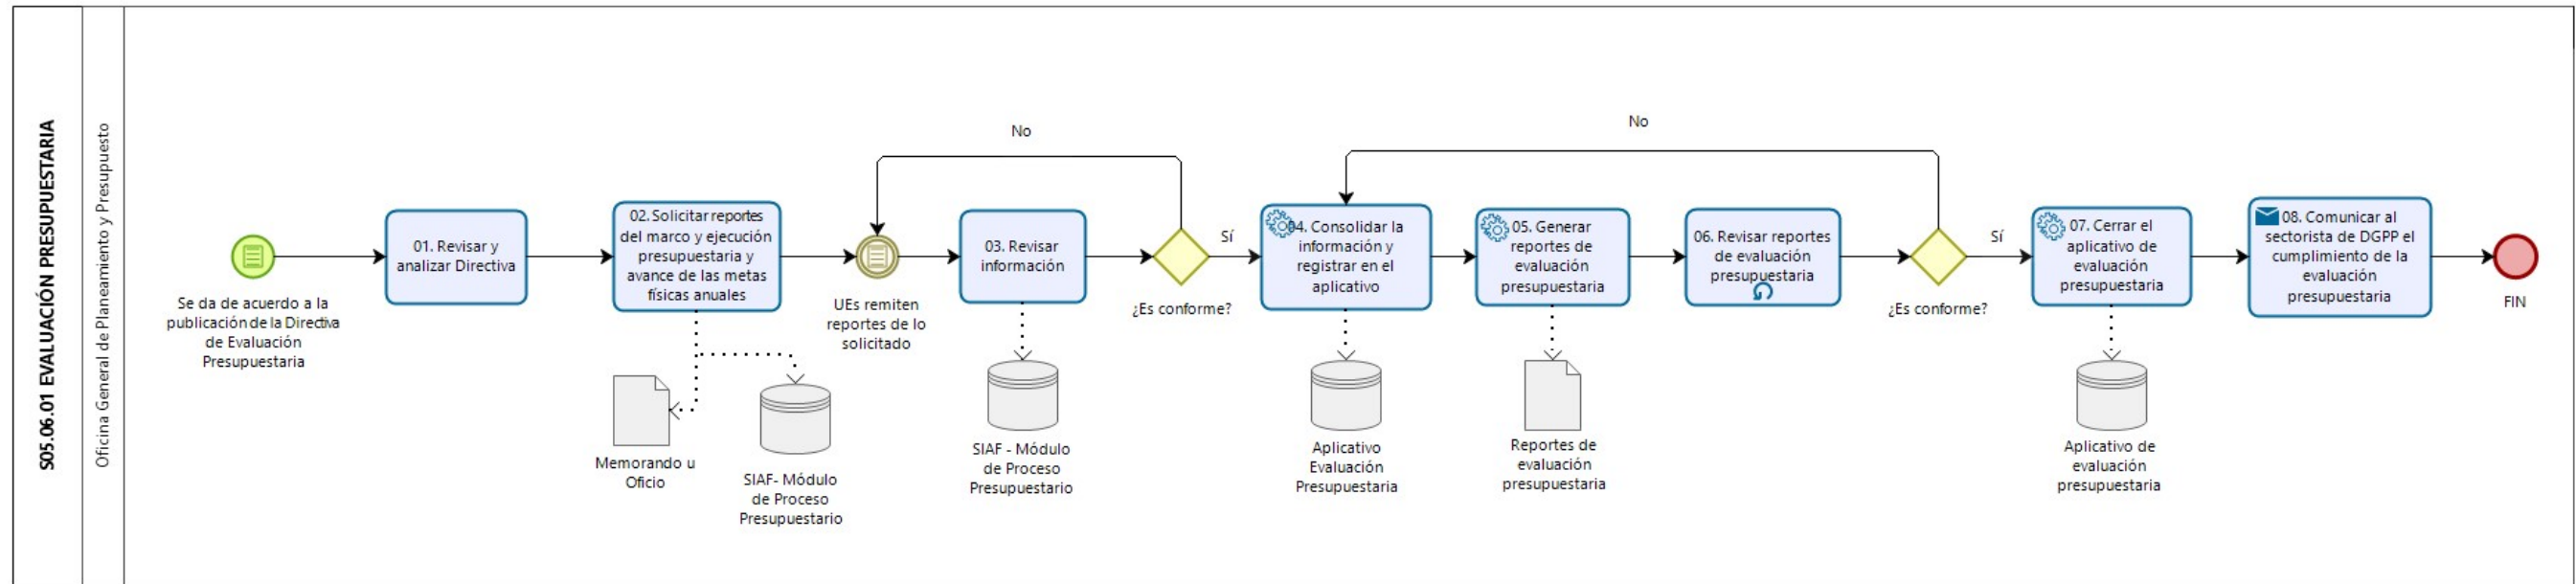 S05.06.01 EVALUACIÓN PRESUPUESTARIA
Oficina General de Planeamiento y Presupuesto
Se da de acuerdo a la
publicación de la Directiva
de Evaluación
Presupuestaria
01. Revisar y
analizar Directiva
02. Solicitar reportes
del marco y ejecución
presupuestaria y
avance de las metas
físicas anuales
Memorando u
Oficio
SIAF- Módulo
de Proceso
Presupuestario
UEs remiten
reportes de lo
solicitado
No
03. Revisar
información
SIAF - Módulo
de Proceso
Presupuestario
¿Es conforme?
Sí
04. Consolidar la
información y
registrar en el
aplicativo
Aplicativo
Evaluación
Presupuestaria
05. Generar
reportes de
evaluación
presupuestaria
Reportes de
evaluación
presupuestaria
No
06. Revisar reportes
de evaluación
presupuestaria
¿Es conforme?
Sí
07. Cerrar el
aplicativo de
evaluación
presupuestaria
Aplicativo de
evaluación
presupuestaria
08. Comunicar al
sectorista de DGPP el
cumplimiento de la
evaluación
presupuestaria
FIN